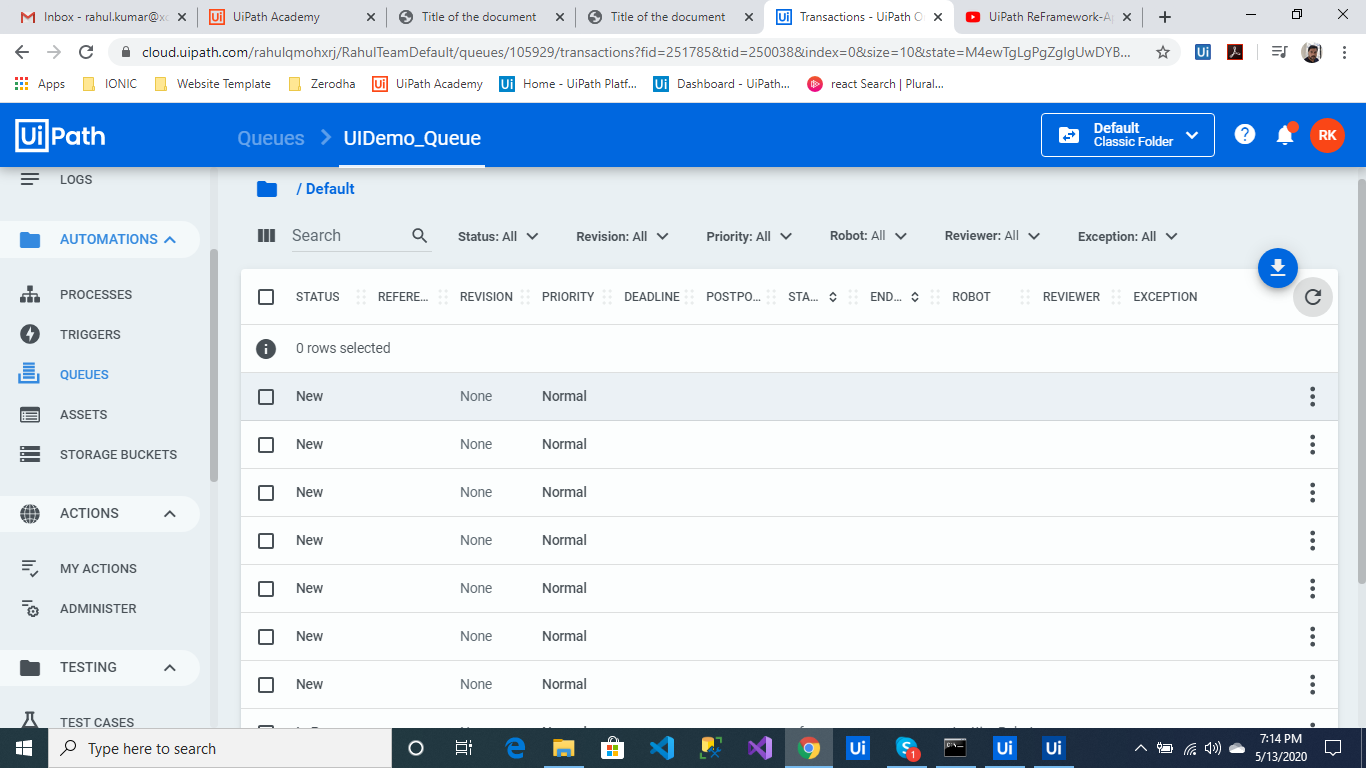 Inbox - rahul.kumar@xc
UiPath Academy
Title of the document
Title of the document
Transactions - UiPath O
UiPath ReFramework-Ap
cloud.uipath.com/rahulqmohxrj/RahulTeamDefault/queues/105929/transactions?fid=251785&tid=250038&index=0&size=10&state=M4ewTgLgPgZglgUwDYB...
Apps
IONIC
Website Template
Zerodha
UiPath Academy
Home - UiPath Platf...
Dashboard - UiPath...
react Search | Plural...
UiPath
Queues
UIDemo_Queue
Default
Classic Folder
RK
LOGS
/ Default
AUTOMATIONS
Search
Status: All
Revision: All
Priority: All
Robot: All
Reviewer: All
Exception: All
PROCESSES
TRIGGERS
QUEUES
ASSETS
STORAGE BUCKETS
ACTIONS
MY ACTIONS
ADMINISTER
TESTING
TEST CASES
STATUS REFERE... REVISION PRIORITY DEADLINE POSTPO... STA... END... ROBOT REVIEWER EXCEPTION
0 rows selected
New None Normal
New None Normal
New None Normal
New None Normal
New None Normal
New None Normal
New None Normal
Type here to search
1
7:14 PM
5/13/2020